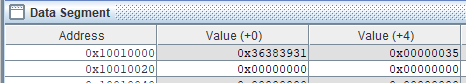 Data Segment
Address Value (+0) Value (+4)
0x10010000 0x36383931 0x00000035
0x10010020 0x00000000 0x00000000